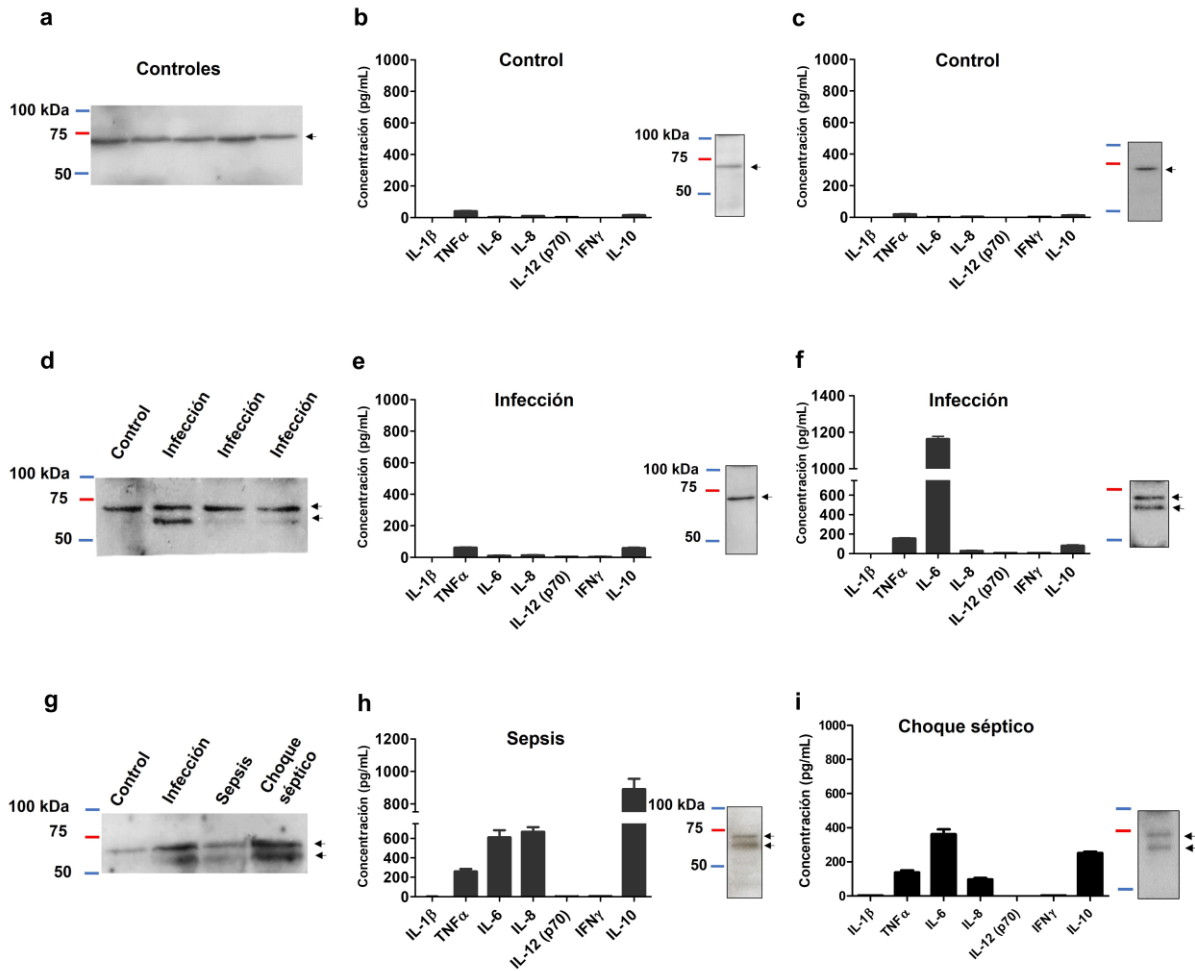 a
Controles
100 kDa
75
50
b
Control
Concentración (pg/mL)
1000
800
600
400
200
0
IL-1β
TNFα
IL-6
IL-8
IL-12 (p70)
IFNγ
IL-10
100 kDa
75
50
c
Control
Concentración (pg/mL)
1000
800
600
400
200
0
IL-1β
TNFα
IL-6
IL-8
IL-12 (p70)
IFNγ
IL-10
d
Control
Infección
Infección
Infección
100 kDa
75
50
e
Infección
Concentración (pg/mL)
1000
800
600
400
200
0
IL-1β
TNFα
IL-6
IL-8
IL-12 (p70)
IFNγ
IL-10
100 kDa
75
50
f
Infección
Concentración (pg/mL)
1400
1200
1000
600
400
200
0
IL-1β
TNFα
IL-6
IL-8
IL-12 (p70)
IFNγ
IL-10
g
Control
Infección
Sepsis
Choque
séptico
100 kDa
75
50
h
Sepsis
Concentración (pg/mL)
1200
1000
800
600
400
200
0
IL-1β
TNFα
IL-6
IL-8
IL-12 (p70)
IFNγ
IL-10
100 kDa
75
50
i
Choque séptico
Concentración (pg/mL)
1000
800
600
400
200
0
IL-1β
TNFα
IL-6
IL-8
IL-12 (p70)
IFNγ
IL-10